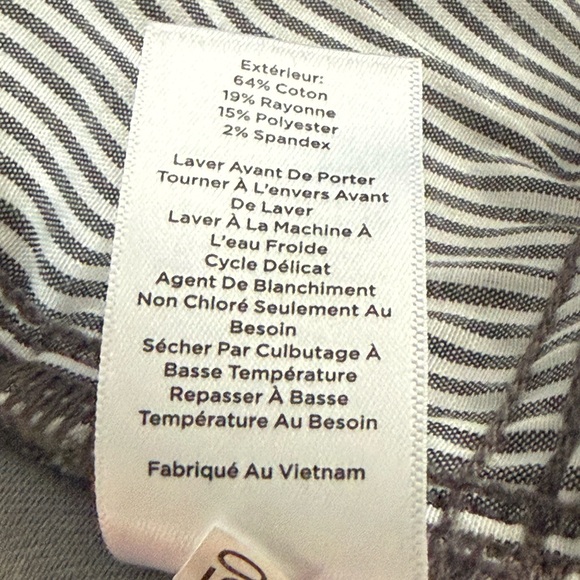 Extérieur:
64% Coton
19% Rayonne
15% Polyester
2% Spandex
Laver Avant De Porter
Tourner À L'envers Avant
De Laver
Laver À La Machine À
L'eau Froide
Cycle Délicat
Agent De Blanchiment
Non Chloré Seulement Au
Besoin
Sécher Par Culbutage À
Basse Température
Repasser À Basse
Température Au Besoin
Fabriqué Au Vietnam